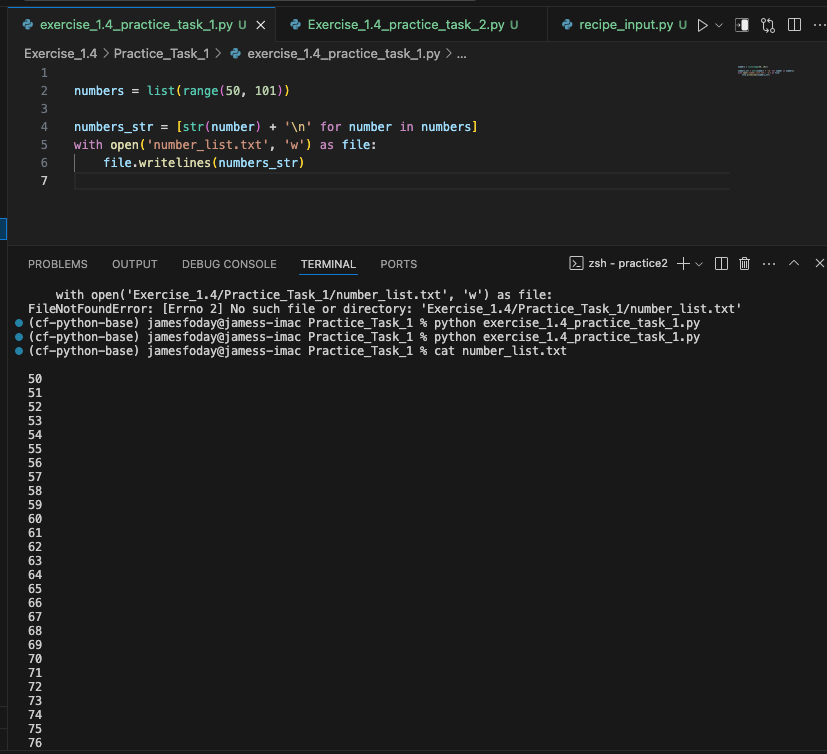 exercise_1.4_practice_task_1.py U Exercise_1.4_practice_task_2.py U recipe_input.py U
Exercise_1.4 > Practice_Task_1 > exercise_1.4_practice_task_1.py > ...
1
2 numbers = list(range(50, 101))
3
4 numbers_str = [str(number) + '\n' for number in numbers]
5 with open('number_list.txt', 'w') as file:
6     file.writelines(numbers_str)
7
PROBLEMS OUTPUT DEBUG CONSOLE TERMINAL PORTS zsh - practice2
    with open('Exercise_1.4/Practice_Task_1/number_list.txt', 'w') as file:
FileNotFoundError: [Errno 2] No such file or directory: 'Exercise_1.4/Practice_Task_1/number_list.txt'
(cf-python-base) jamesfoday@jamess-imac Practice_Task_1 % python exercise_1.4_practice_task_1.py
(cf-python-base) jamesfoday@jamess-imac Practice_Task_1 % python exercise_1.4_practice_task_1.py
(cf-python-base) jamesfoday@jamess-imac Practice_Task_1 % cat number_list.txt
50
51
52
53
54
55
56
57
58
59
60
61
62
63
64
65
66
67
68
69
70
71
72
73
74
75
76